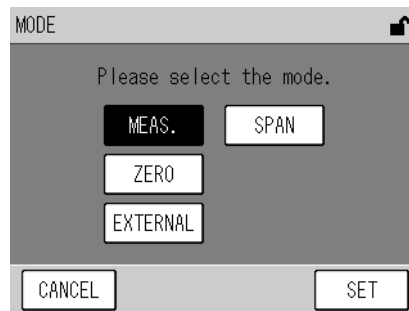 MODE
Please select the mode.
MEAS. SPAN
ZERO
EXTERNAL
CANCEL SET